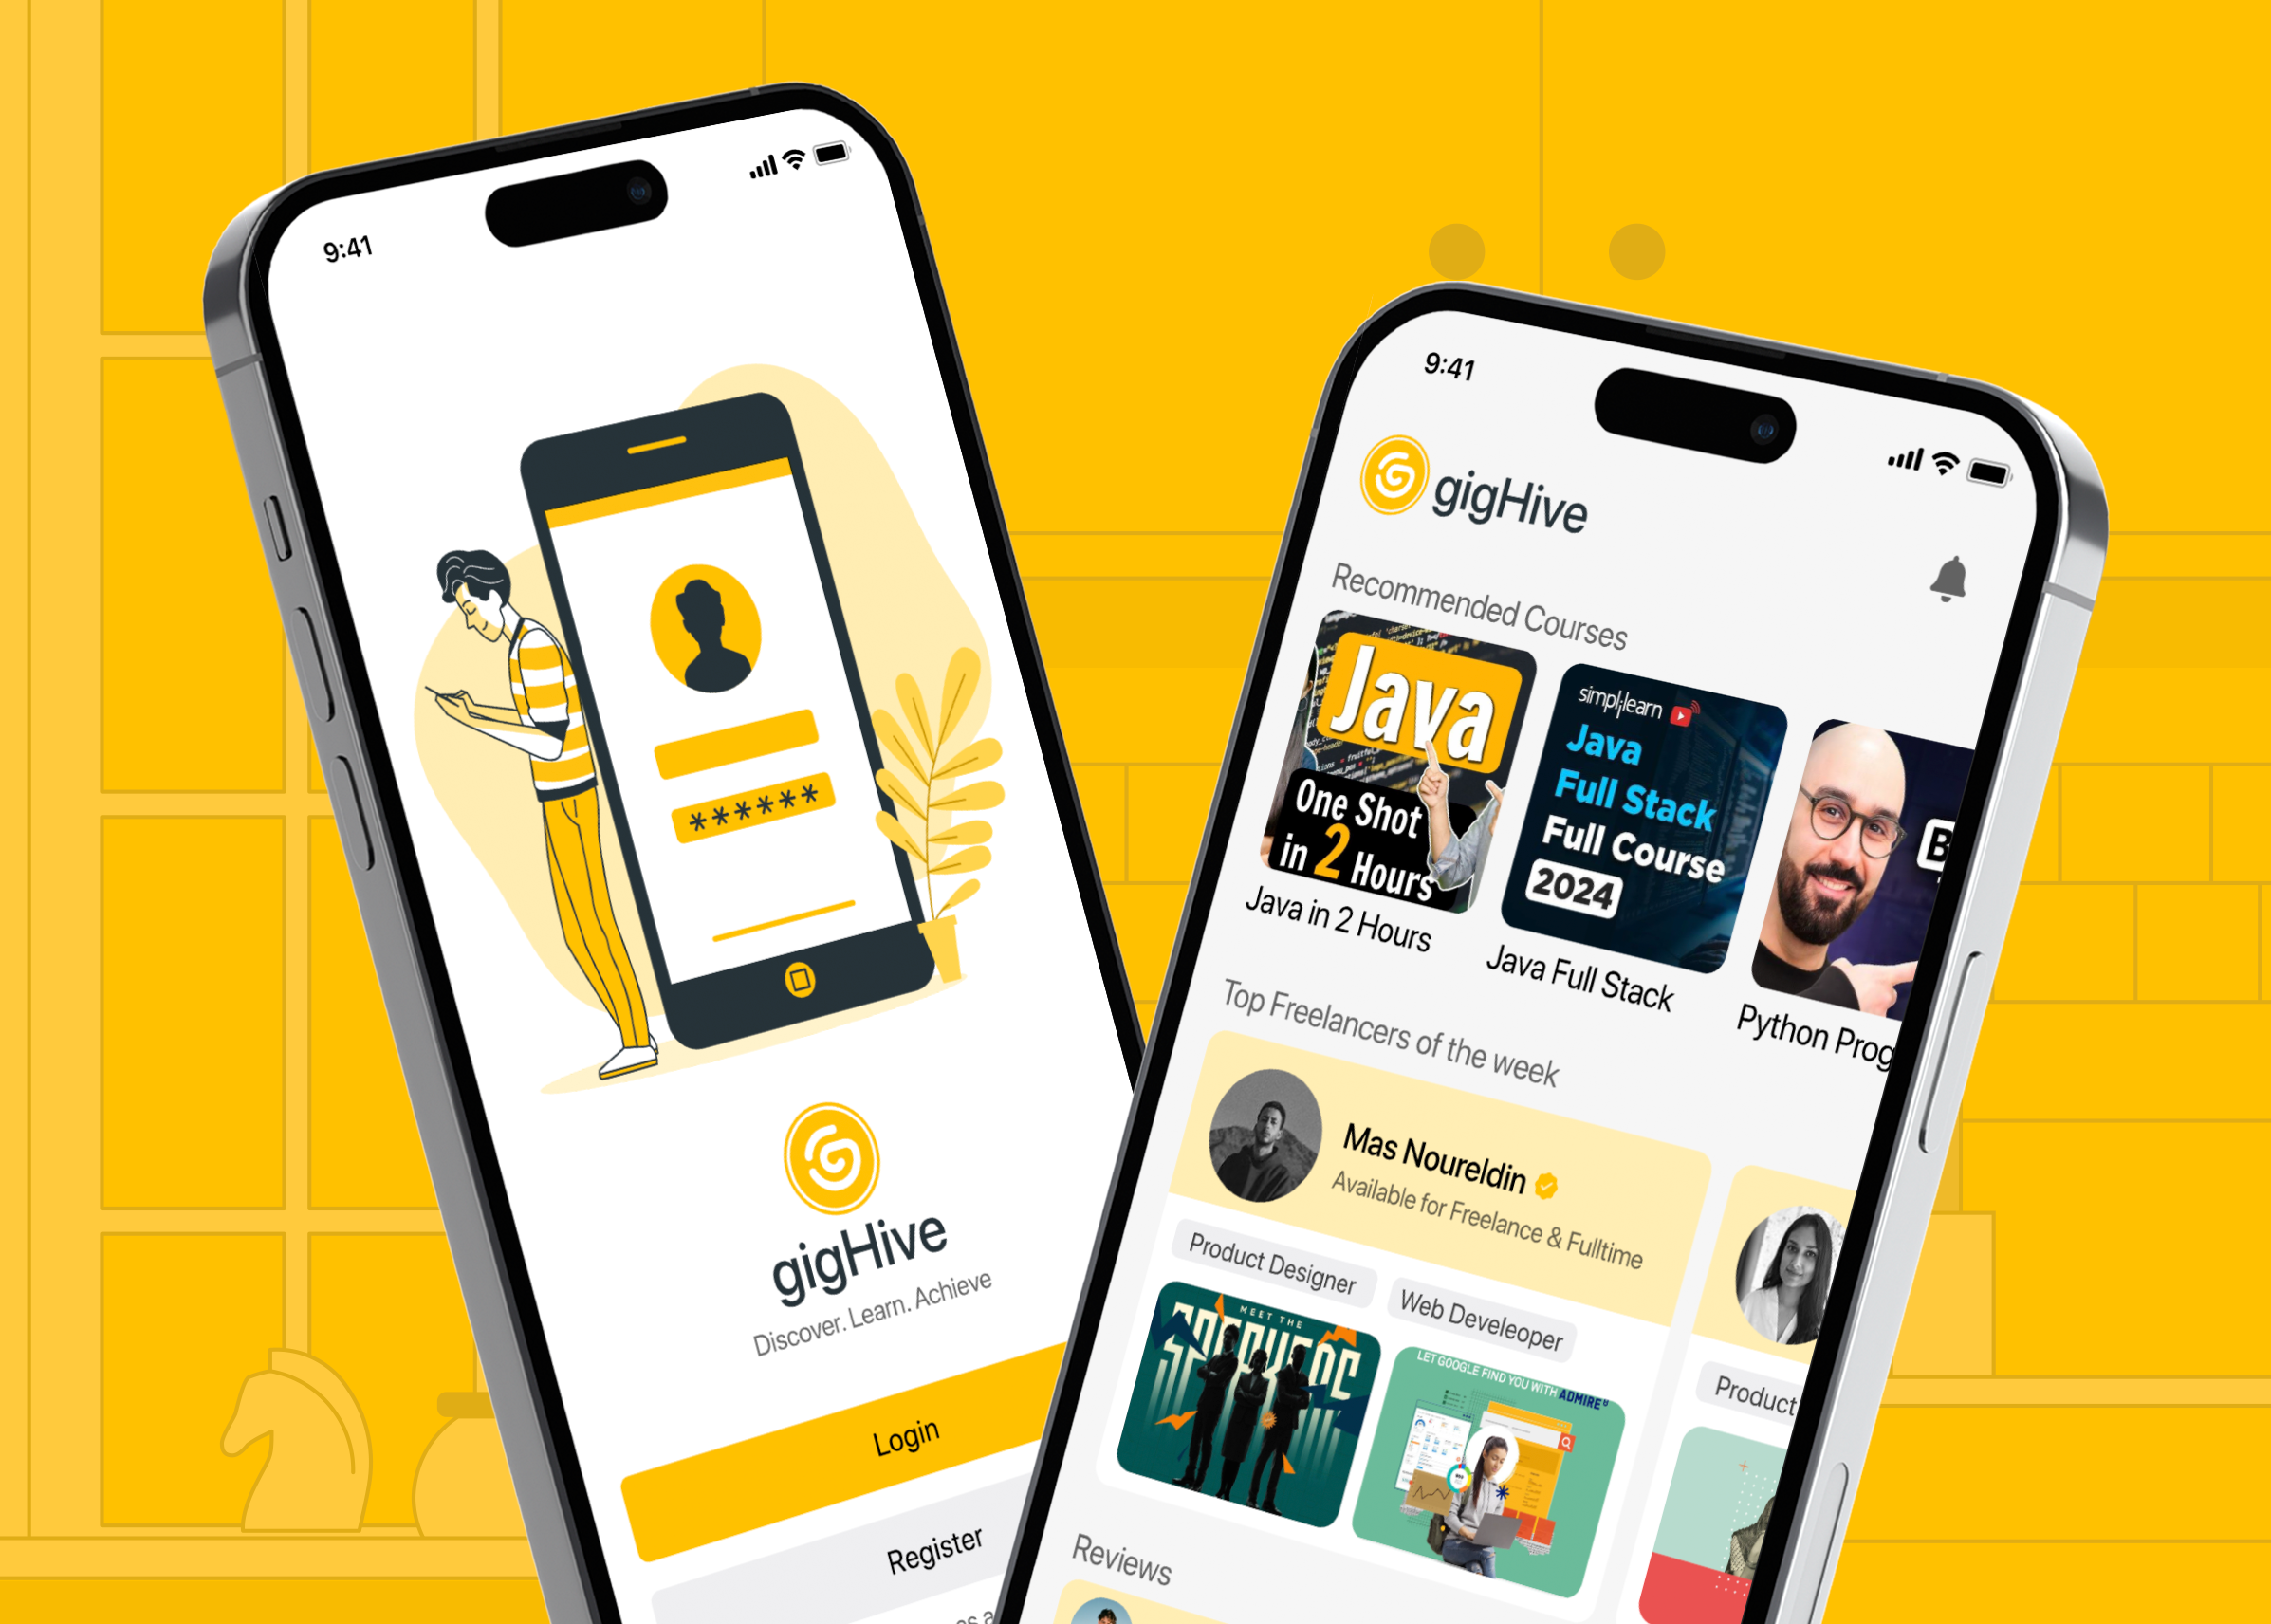 9:41
******
gigHive
Discover. Learn. Achieve
Login
Register
9:41
gigHive
Recommended Courses
Java
One Shot
in 2 Hours
Java in 2 Hours
simplilearn
Java
Full Stack
Full Course
2024
Java Full Stack
B
Python Prog
Top Freelancers of the week
Mas Noureldin
Available for Freelance & Fulltime
Product Designer
Web Develeoper
MEET THE
SPEAKERS
LET GOOGLE FIND YOU WITH ADMIRE
Product
Reviews